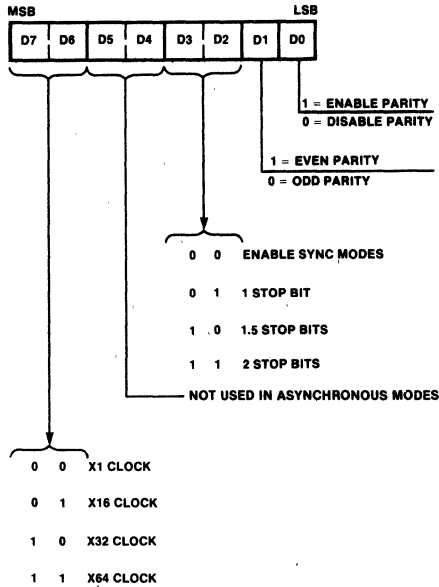 MSB LSB
D7 D6 D5 D4 D3 D2 D1 D0
1 = ENABLE PARITY
0 = DISABLE PARITY
1 = EVEN PARITY
0 = ODD PARITY
0 0 ENABLE SYNC MODES
0 1 1 STOP BIT
1 0 1.5 STOP BITS
1 1 2 STOP BITS
NOT USED IN ASYNCHRONOUS MODES
0 0 X1 CLOCK
0 1 X16 CLOCK
1 0 X32 CLOCK
1 1 X64 CLOCK